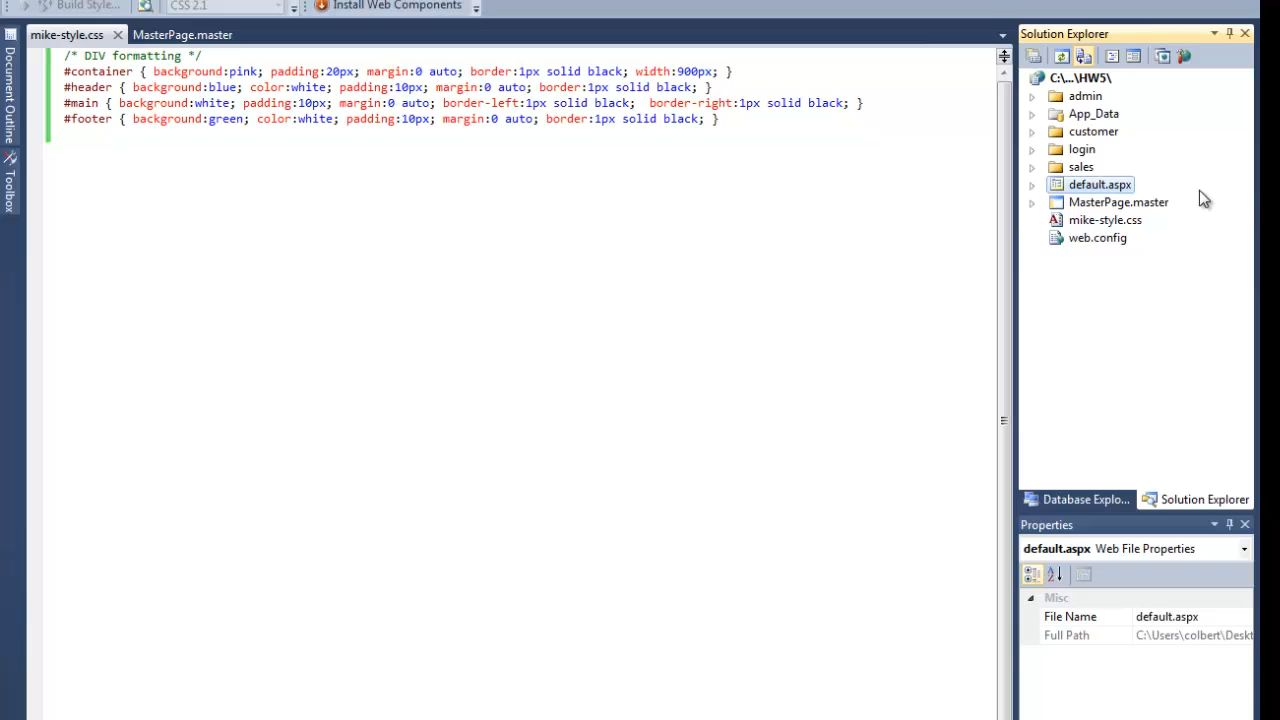 Build Style...
CSS 2.1
Install Web Components
mike-style.css
MasterPage.master
Solution Explorer
Document Outline
Toolbox
/* DIV formatting */
#container { background:pink; padding:20px; margin:0 auto; border:1px solid black; width:900px; }
#header { background:blue; color:white; padding:10px; margin:0 auto; border:1px solid black; }
#main { background:white; padding:10px; margin:0 auto; border-left:1px solid black;  border-right:1px solid black; }
#footer { background:green; color:white; padding:10px; margin:0 auto; border:1px solid black; }
C:\...\HW5\
admin
App_Data
customer
login
sales
default.aspx
MasterPage.master
mike-style.css
web.config
Database Explo...
Solution Explorer
Properties
default.aspx Web File Properties
Misc
File Name default.aspx
Full Path C:\Users\colbert\Deskt